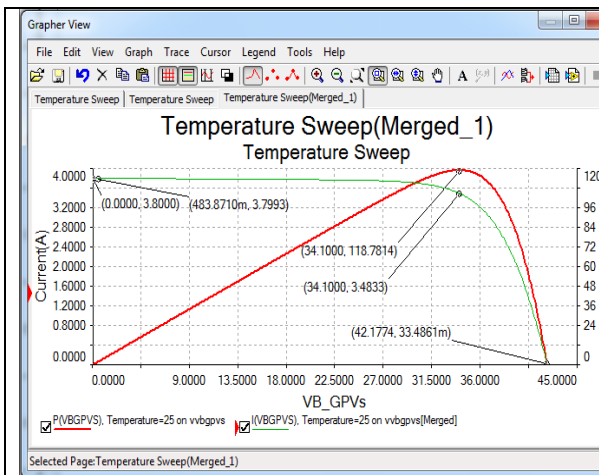 Grapher View
File Edit View Graph Trace Cursor Legend Tools Help
Temperature Sweep Temperature Sweep Temperature Sweep(Merged_1)
Temperature Sweep(Merged_1)
Temperature Sweep
Current(A)
4.0000
3.2000
2.8000
2.4000
2.0000
1.6000
1.2000
0.8000
0.0000
120
96
84
72
60
48
36
24
0
(0.0000, 3.8000)
(483.8710m, 3.7993)
(34.1000, 118.7814)
(34.1000, 3.4833)
(42.1774, 33.4861m)
0.0000 9.0000 13.5000 18.0000 22.5000 27.0000 31.5000 36.0000 45.0000
VB_GPVs
P(VBGPVS), Temperature=25 on vvbgpvs
I(VBGPVS), Temperature=25 on vvbgpvs[Merged]
Selected Page:Temperature Sweep(Merged_1)